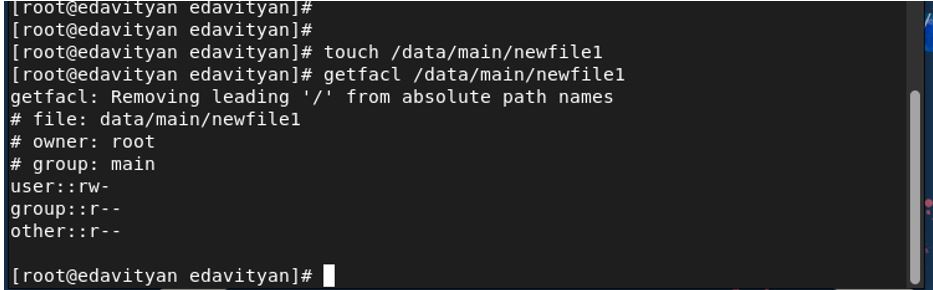 [root@edavityan edavityan]#
[root@edavityan edavityan]#
[root@edavityan edavityan]# touch /data/main/newfile1
[root@edavityan edavityan]# getfacl /data/main/newfile1
getfacl: Removing leading '/' from absolute path names
# file: data/main/newfile1
# owner: root
# group: main
user::rw-
group::r--
other::r--
[root@edavityan edavityan]#